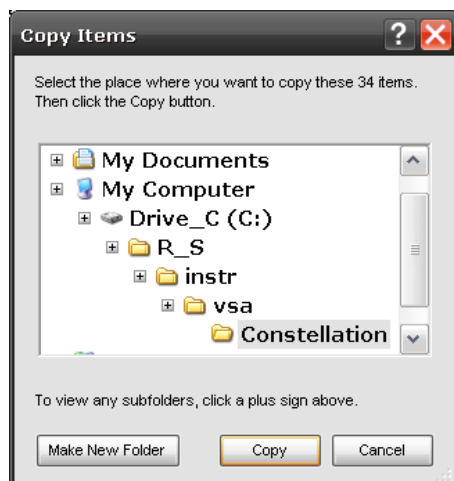 Copy Items
Select the place where you want to copy these 34 items.
Then click the Copy button.
My Documents
My Computer
Drive_C (C:)
R_S
instr
vsa
Constellation
To view any subfolders, click a plus sign above.
Make New Folder
Copy
Cancel